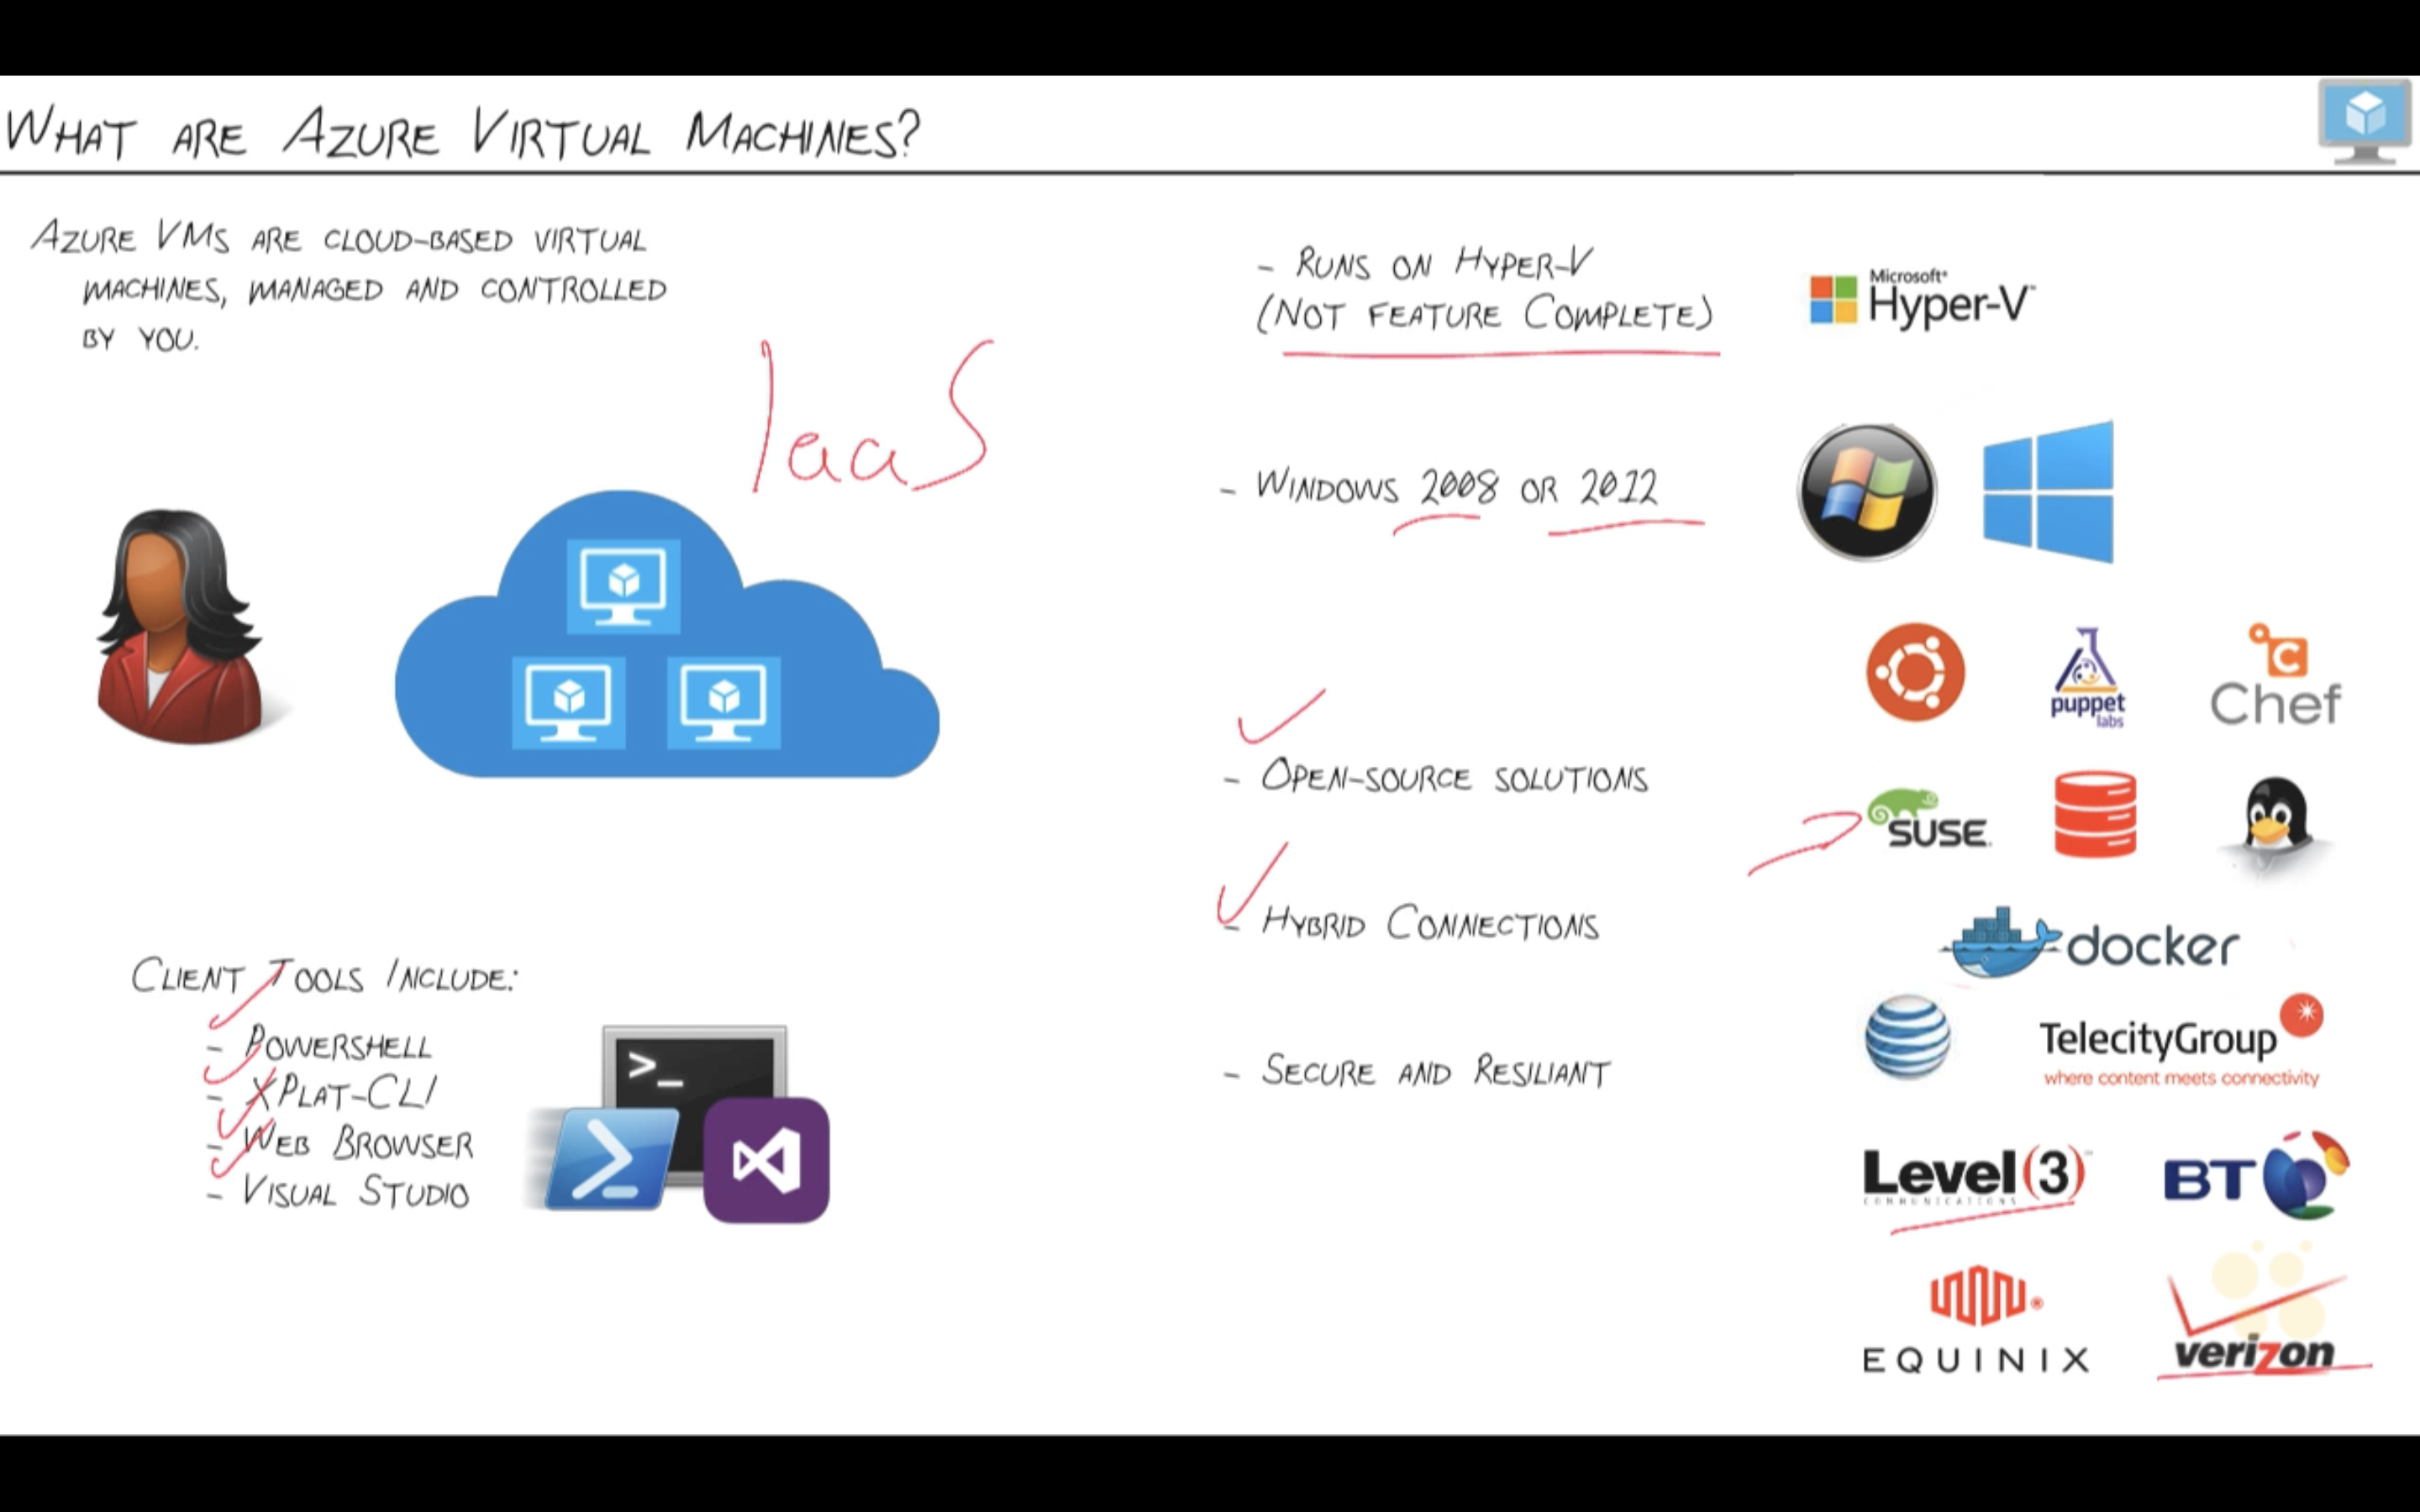 WHAT ARE AZURE VIRTUAL MACHINES?
AZURE VMS ARE CLOUD-BASED VIRTUAL
MACHINES, MANAGED AND CONTROLLED
BY YOU.
IaaS
CLIENT TOOLS INCLUDE:
- POWERSHELL
- XPLAT-CLI
- WEB BROWSER
- VISUAL STUDIO
>_
- RUNS ON HYPER-V
(NOT FEATURE COMPLETE)
Microsoft®
Hyper-V™
- WINDOWS 2008 OR 2012
- OPEN-SOURCE SOLUTIONS
- HYBRID CONNECTIONS
- SECURE AND RESILIANT
puppet
labs
C
Chef
SUSE.
docker
TelecityGroup
where content meets connectivity
Level(3)™
COMMUNICATIONS
BT
EQUINIX
verizon